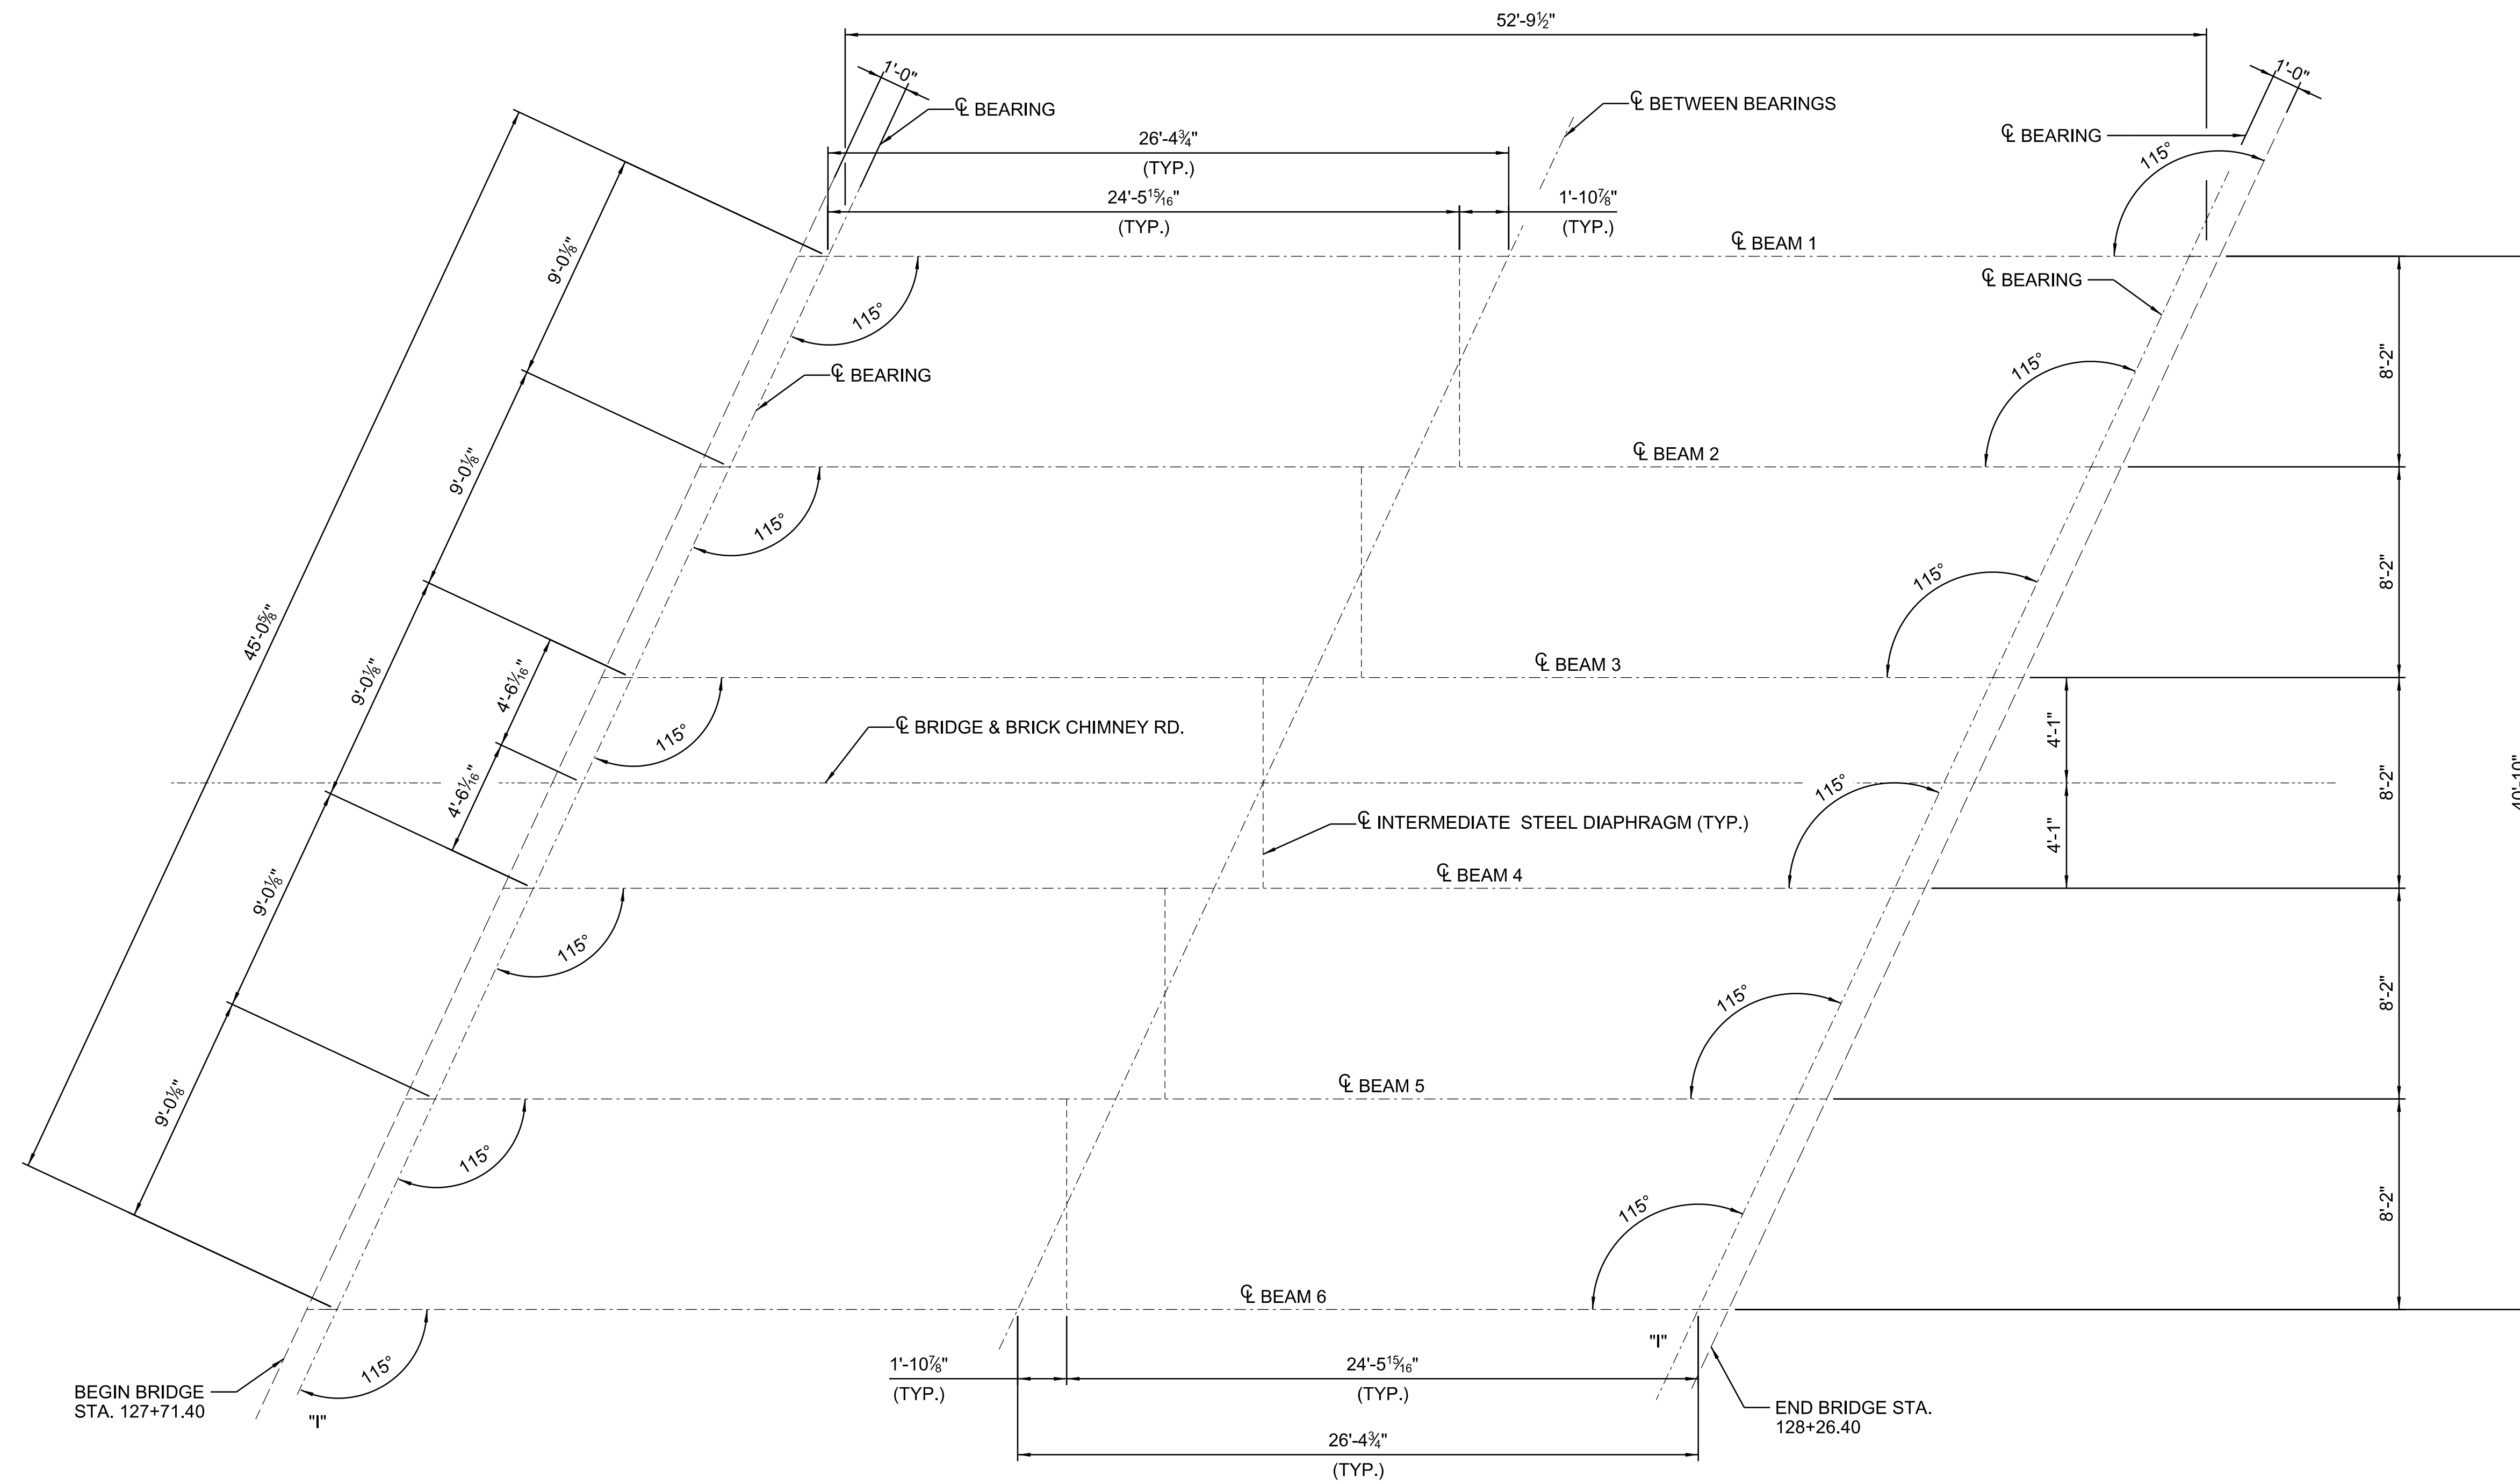 52'-9½"
1'-0"
℄ BEARING
℄ BETWEEN BEARINGS
1'-0"
℄ BEARING
26'-4¾"
(TYP.)
115°
24'-5¹⁵⁄₁₆"
(TYP.)
1'-10⅞"
(TYP.)
℄ BEAM 1
9'-0⅛"
℄ BEARING
115°
8'-2"
115°
℄ BEARING
℄ BEAM 2
9'-0⅛"
115°
115°
8'-2"
45'-0⅝"
℄ BEAM 3
9'-0⅛"
4'-6¹⁄₁₆"
115°
℄ BRIDGE & BRICK CHIMNEY RD.
4'-1"
8'-2"
40'-10"
4'-6¹⁄₁₆"
115°
℄ INTERMEDIATE STEEL DIAPHRAGM (TYP.)
4'-1"
℄ BEAM 4
9'-0⅛"
115°
115°
8'-2"
℄ BEAM 5
9'-0⅛"
115°
115°
8'-2"
℄ BEAM 6
115°
"I"
1'-10⅞"
(TYP.)
24'-5¹⁵⁄₁₆"
(TYP.)
BEGIN BRIDGE
STA. 127+71.40
"I"
END BRIDGE STA.
128+26.40
26'-4¾"
(TYP.)